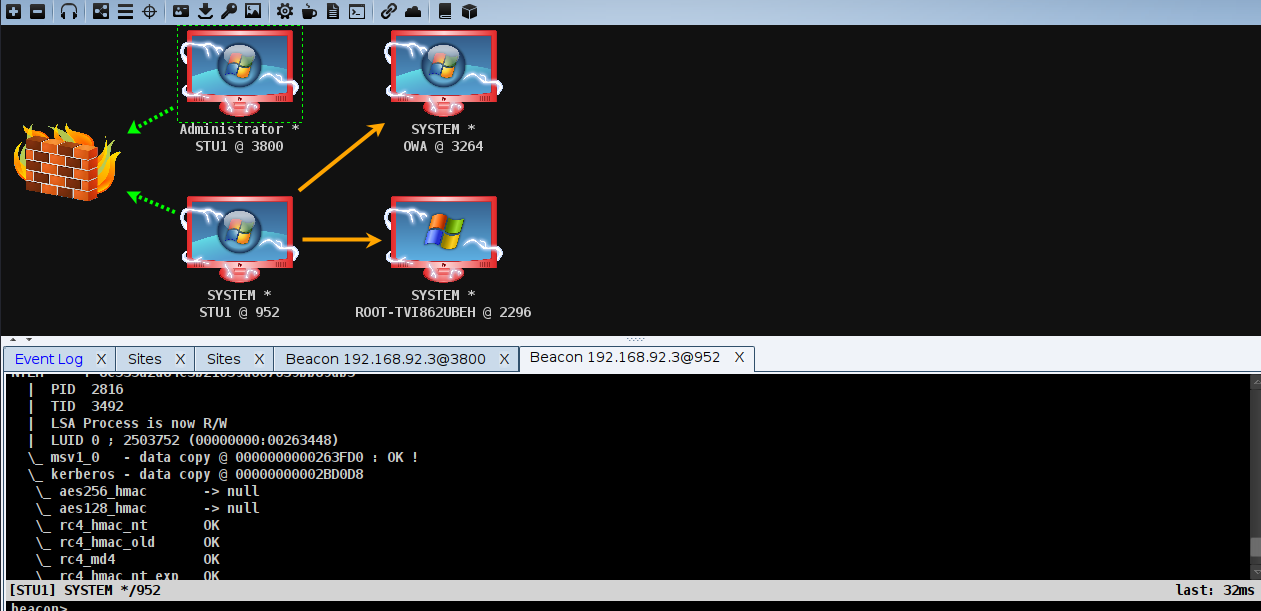 Administrator *
STU1 @ 3800
SYSTEM *
OWA @ 3264
SYSTEM *
STU1 @ 952
SYSTEM *
ROOT-TVI862UBEH @ 2296
Event Log X Sites X Sites X Beacon 192.168.92.3@3800 X Beacon 192.168.92.3@952 X
| PID 2816
| TID 3492
| LSA Process is now R/W
| LUID 0 ; 2503752 (00000000:00263448)
\_ msv1_0 - data copy @ 0000000000263FD0 : OK !
\_ kerberos - data copy @ 00000000002BD0D8
\_ aes256_hmac -> null
\_ aes128_hmac -> null
\_ rc4_hmac_nt OK
\_ rc4_hmac_old OK
\_ rc4_md4 OK
\_ rc4_hmac_nt_exp OK
[STU1] SYSTEM */952 last: 32ms
beacon>